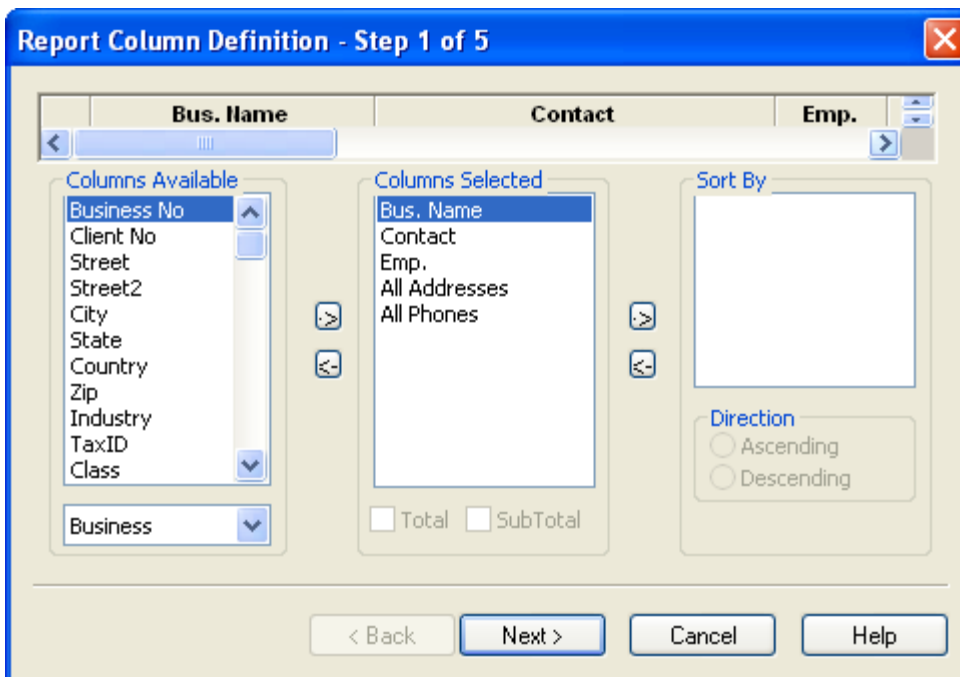 Report Column Definition - Step 1 of 5
Bus. Name Contact Emp.
Columns Available
Business No
Client No
Street
Street2
City
State
Country
Zip
Industry
TaxID
Class
Business
->
<-
Columns Selected
Bus. Name
Contact
Emp.
All Addresses
All Phones
Total SubTotal
->
<-
Sort By
Direction
Ascending
Descending
< Back Next > Cancel Help